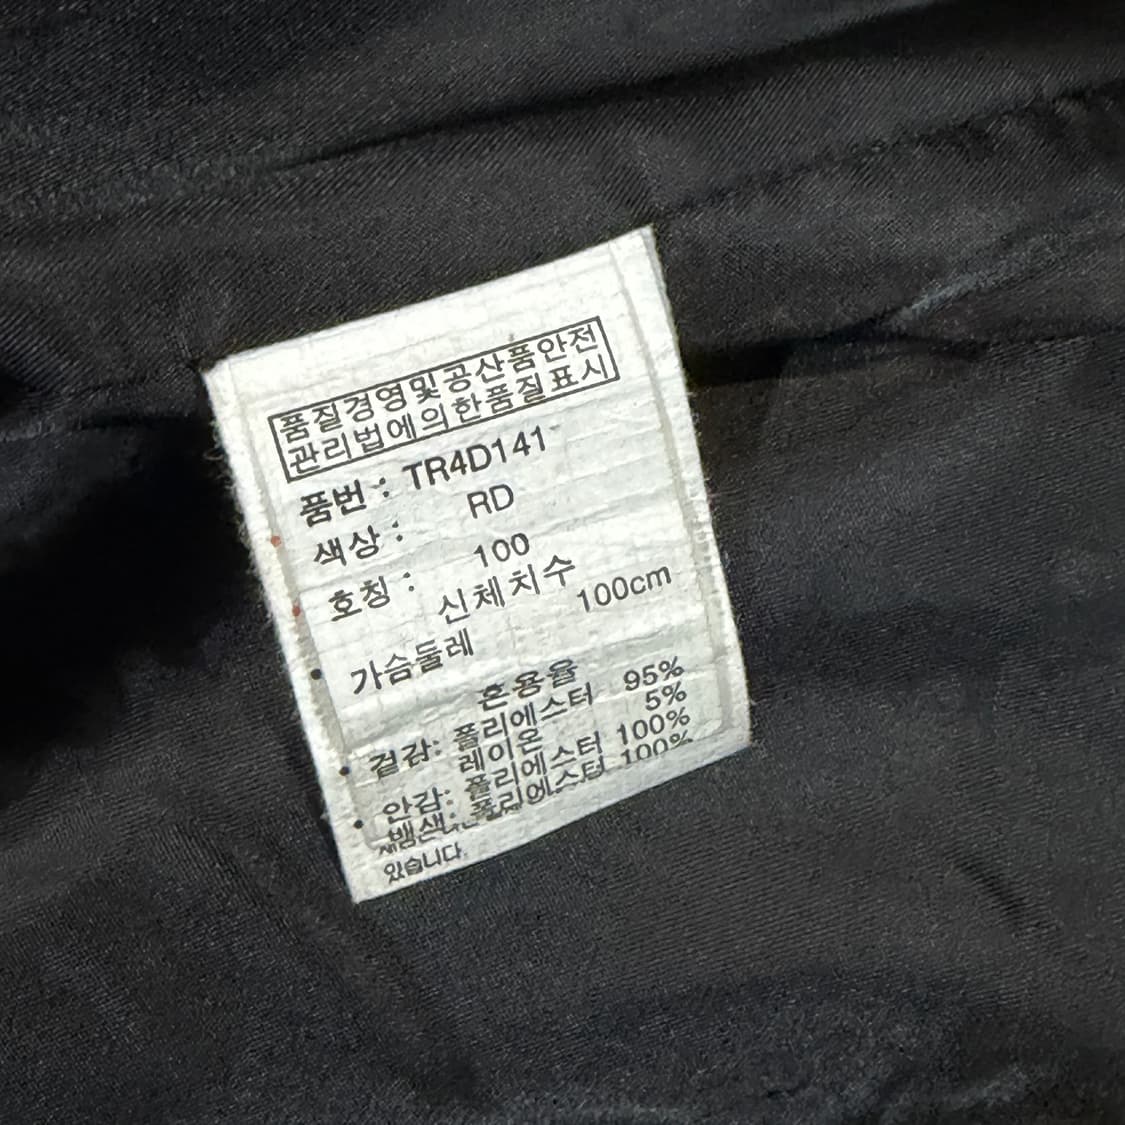 품질경영및공산품안전
관리법에의한품질표시
품번 : TR4D141
색상 : RD
호칭 : 100
신체치수
가슴둘레 100cm
혼용율
겉감: 폴리에스터 95%
레이온 5%
안감: 폴리에스터 100%
뱀색: 폴리에스터 100%
있습니다.